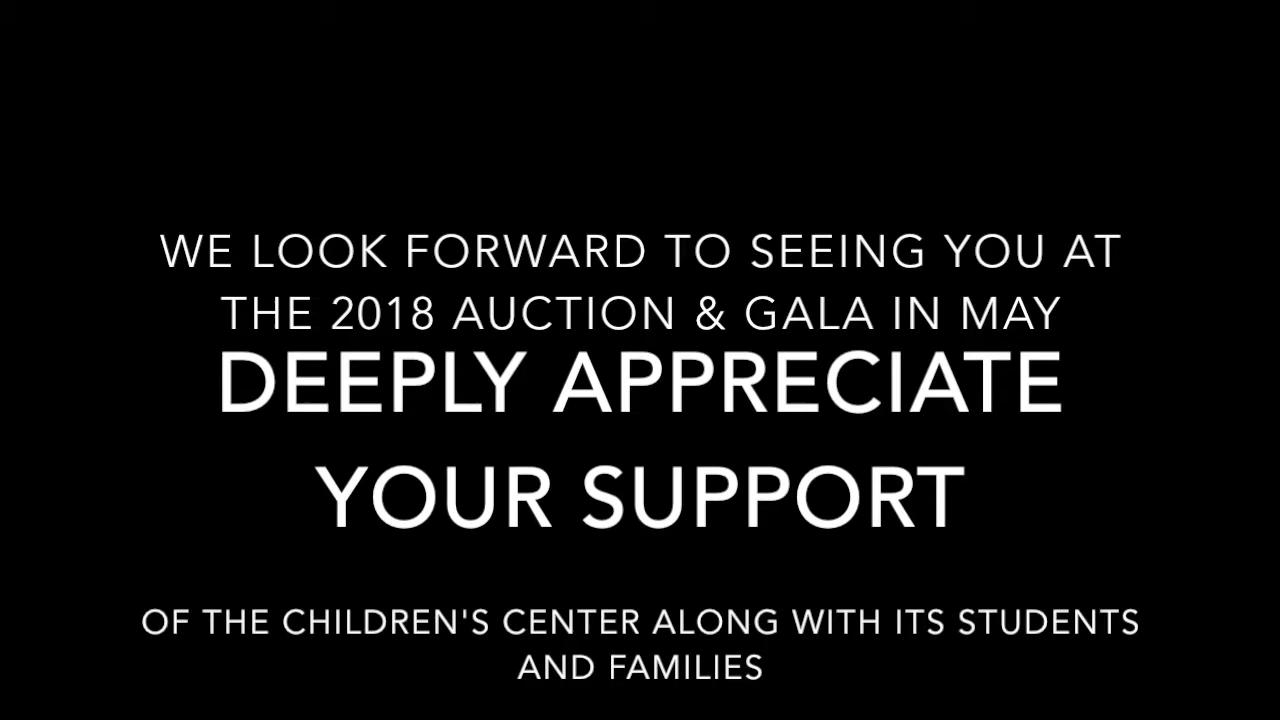 WE LOOK FORWARD TO SEEING YOU AT
THE 2018 AUCTION & GALA IN MAY
DEEPLY APPRECIATE
YOUR SUPPORT
OF THE CHILDREN'S CENTER ALONG WITH ITS STUDENTS
AND FAMILIES